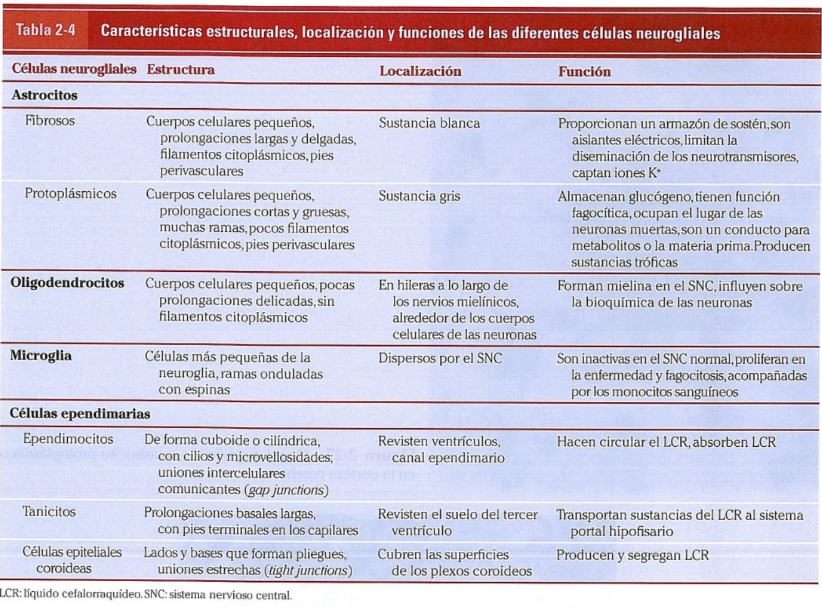 Tabla 2-4 Características estructurales, localización y funciones de las diferentes células neurogliales
Células neurogliales Estructura Localización Función
Astrocitos
Fibrosos
Cuerpos celulares pequeños,
prolongaciones largas y delgadas,
filamentos citoplásmicos, pies
perivasculares
Sustancia blanca
Proporcionan un armazón de sostén, son
aislantes eléctricos, limitan la
diseminación de los neurotransmisores,
captan iones K⁺
Protoplásmicos
Cuerpos celulares pequeños,
prolongaciones cortas y gruesas,
muchas ramas, pocos filamentos
citoplásmicos, pies perivasculares
Sustancia gris
Almacenan glucógeno, tienen función
fagocítica, ocupan el lugar de las
neuronas muertas, son un conducto para
metabolitos o la materia prima. Producen
sustancias tróficas
Oligodendrocitos
Cuerpos celulares pequeños, pocas
prolongaciones delicadas, sin
filamentos citoplásmicos
En hileras a lo largo de
los nervios mielínicos,
alrededor de los cuerpos
celulares de las neuronas
Forman mielina en el SNC, influyen sobre
la bioquímica de las neuronas
Microglia
Células más pequeñas de la
neuroglia, ramas onduladas
con espinas
Dispersos por el SNC
Son inactivas en el SNC normal, proliferan en
la enfermedad y fagocitosis, acompañadas
por los monocitos sanguíneos
Células ependimarias
Ependimocitos
De forma cuboide o cilíndrica,
con cilios y microvellosidades;
uniones intercelulares
comunicantes (gap junctions)
Revisten ventrículos,
canal ependimario
Hacen circular el LCR, absorben LCR
Tanicitos
Prolongaciones basales largas,
con pies terminales en los capilares
Revisten el suelo del tercer
ventrículo
Transportan sustancias del LCR al sistema
portal hipofisario
Células epiteliales
coroideas
Lados y bases que forman pliegues,
uniones estrechas (tight junctions)
Cubren las superficies
de los plexos coroideos
Producen y segregan LCR
LCR: líquido cefalorraquídeo. SNC: sistema nervioso central.